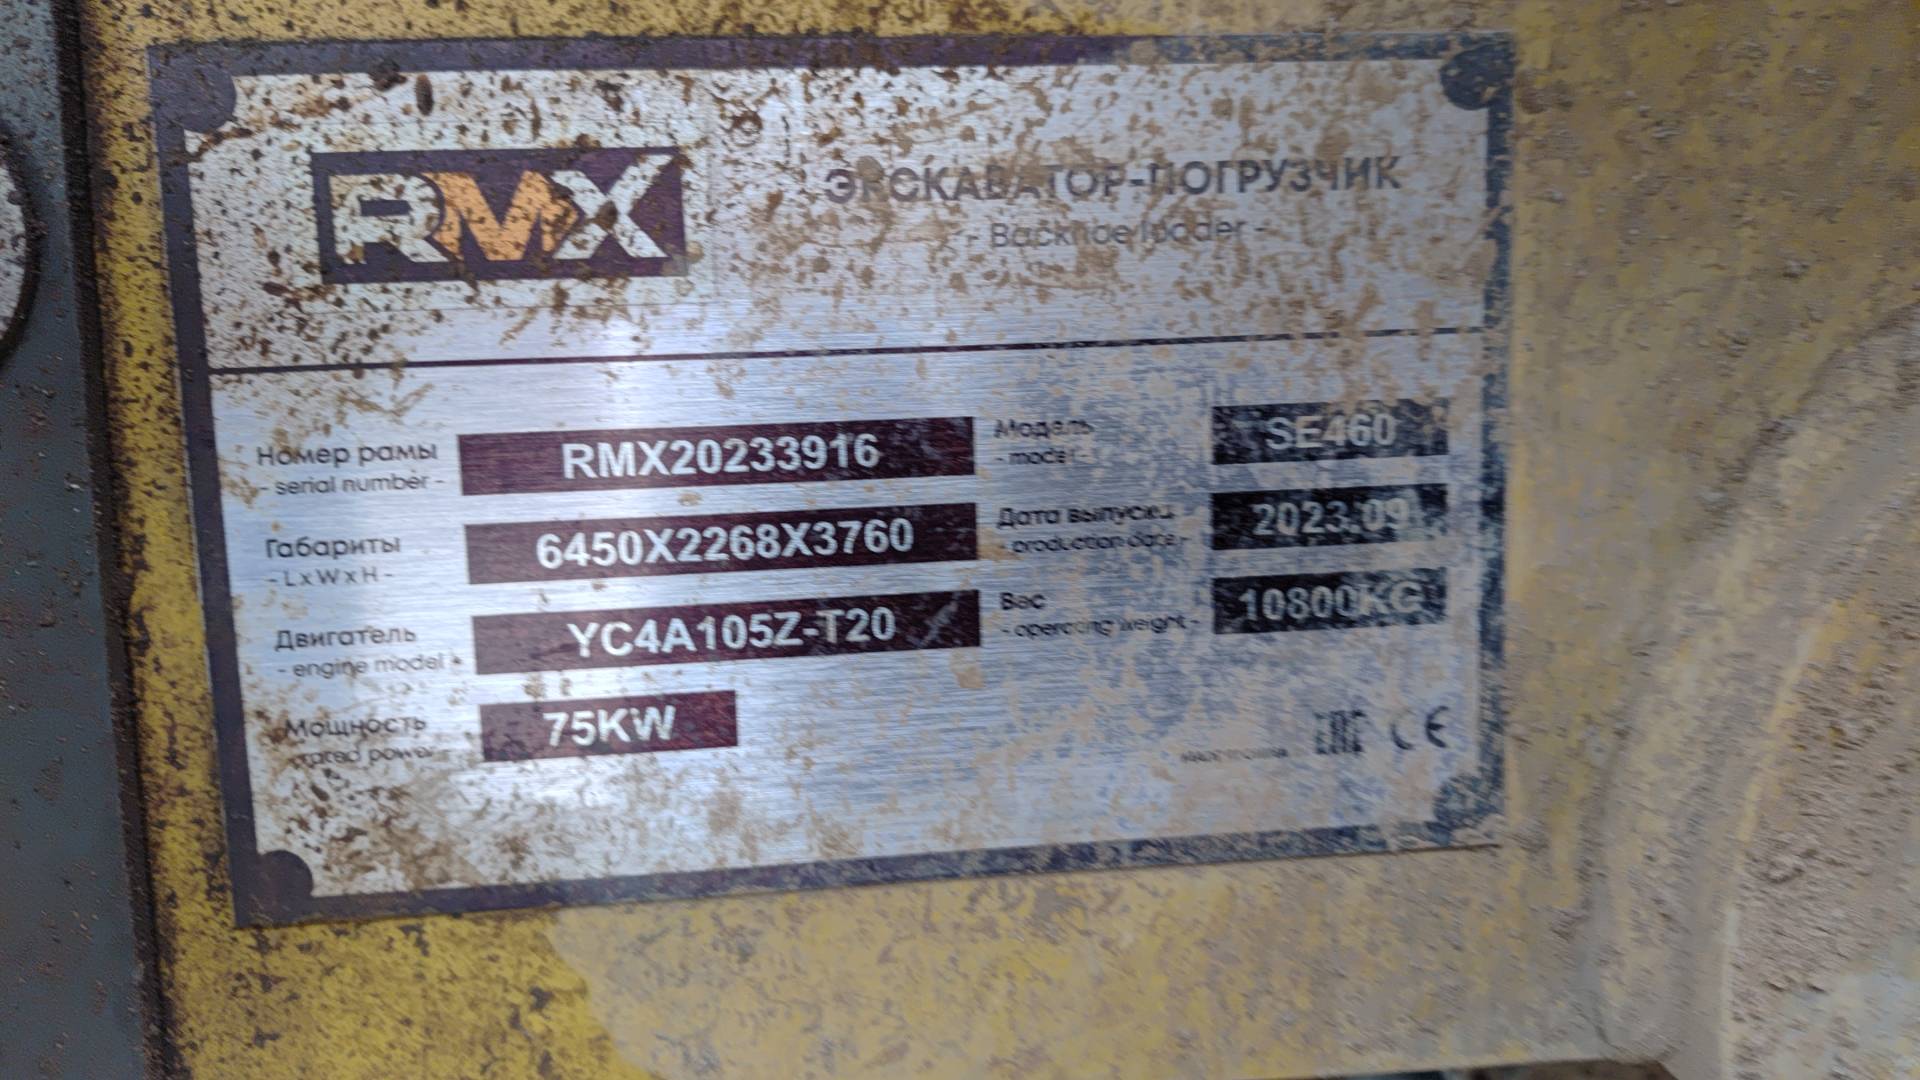 RMX
ЭКСКАВАТОР-ПОГРУЗЧИК
- Backhoe loader -
Номер рамы
- serial number -
RMX20233916
Модель
- model -
SE460
Габариты
- L x W x H -
6450X2268X3760
Дата выпуска
- production date -
2023.09
Двигатель
- engine model -
YC4A105Z-T20
Вес
- operating weight -
10800KG
Мощность
- rated power -
75KW
EAC CE